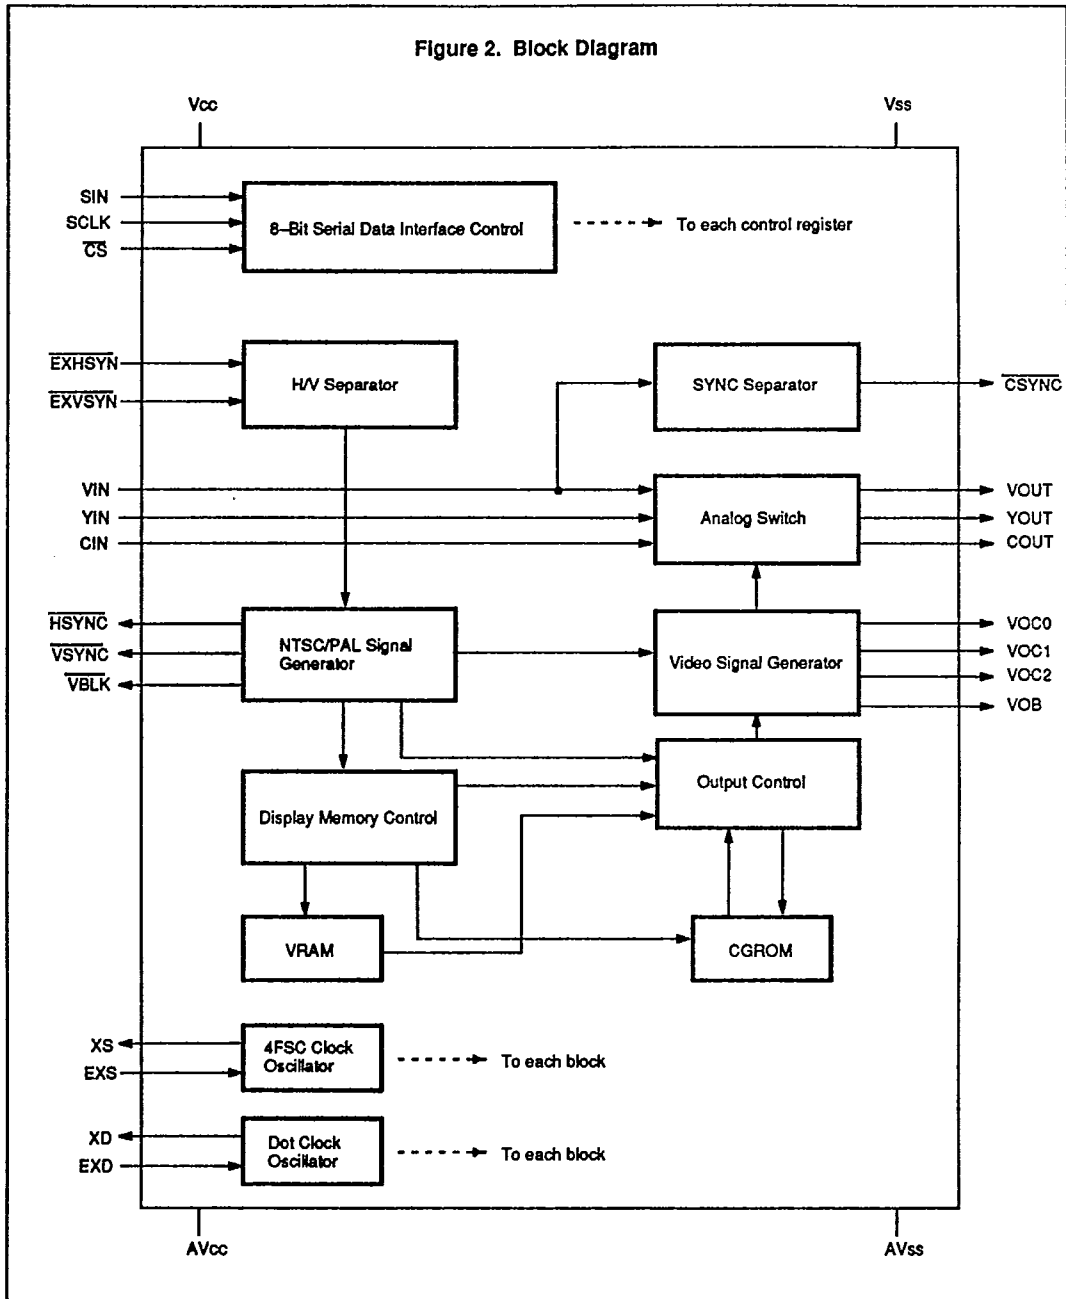 Figure 2. Block Diagram
Vcc
Vss
SIN
SCLK
CS
8–Bit Serial Data Interface Control
To each control register
EXHSYN
EXVSYN
H/V Separator
SYNC Separator
CSYNC
VIN
YIN
CIN
Analog Switch
VOUT
YOUT
COUT
HSYNC
VSYNC
VBLK
NTSC/PAL Signal
Generator
Video Signal Generator
VOC0
VOC1
VOC2
VOB
Display Memory Control
Output Control
VRAM
CGROM
XS
EXS
4FSC Clock
Oscillator
To each block
XD
EXD
Dot Clock
Oscillator
To each block
AVcc
AVss